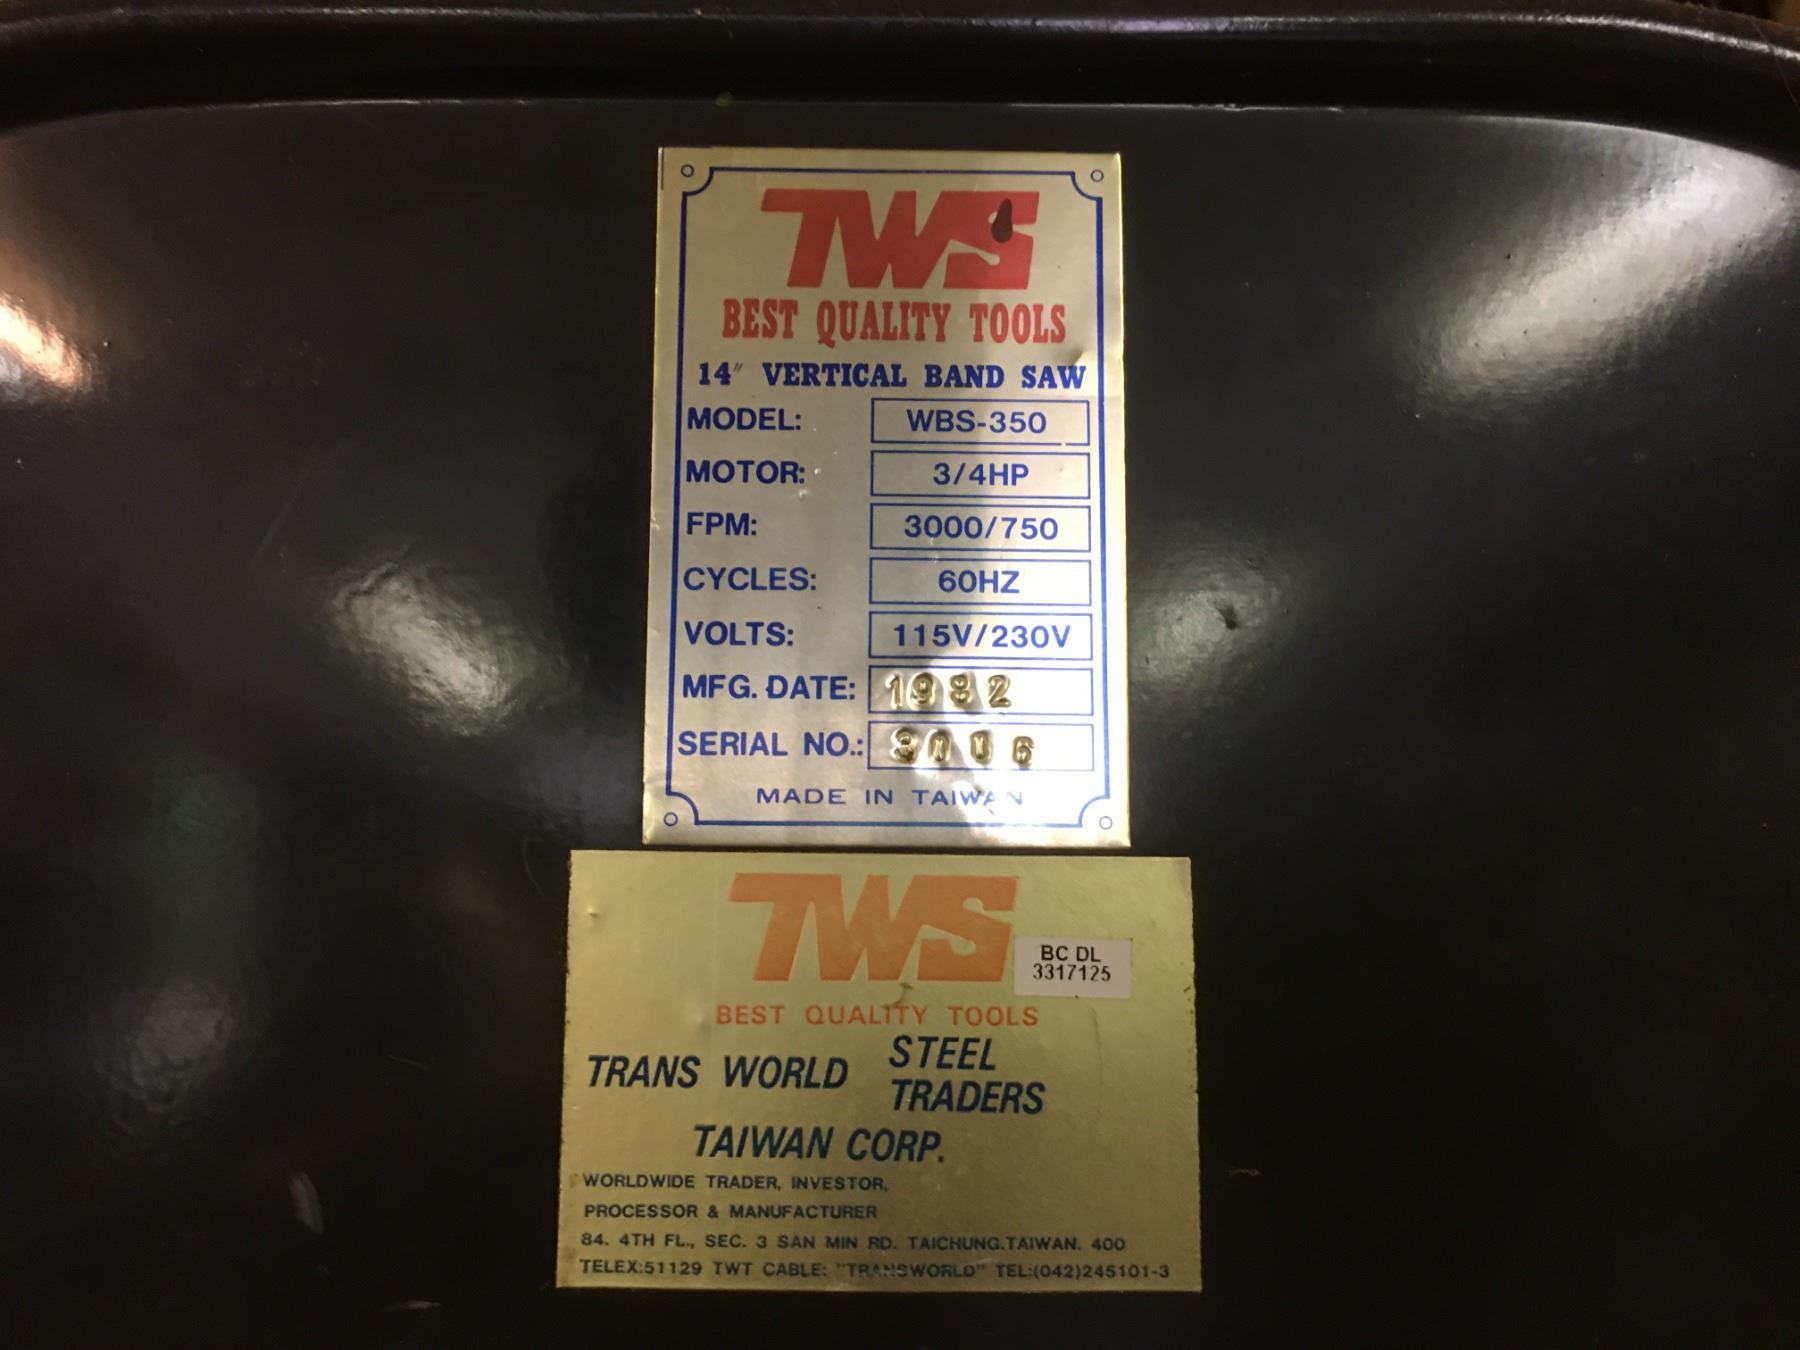 TWS
BEST QUALITY TOOLS
14" VERTICAL BAND SAW
MODEL: WBS-350
MOTOR: 3/4HP
FPM: 3000/750
CYCLES: 60HZ
VOLTS: 115V/230V
MFG. DATE: 1982
SERIAL NO.: 3006
MADE IN TAIWAN
TWS
BC DL
3317125
BEST QUALITY TOOLS
TRANS WORLD STEEL TRADERS
TAIWAN CORP.
WORLDWIDE TRADER, INVESTOR,
PROCESSOR & MANUFACTURER
84. 4TH FL., SEC. 3 SAN MIN RD. TAICHUNG.TAIWAN. 400
TELEX:51129 TWT CABLE: "TRANSWORLD" TEL:(042)245101-3